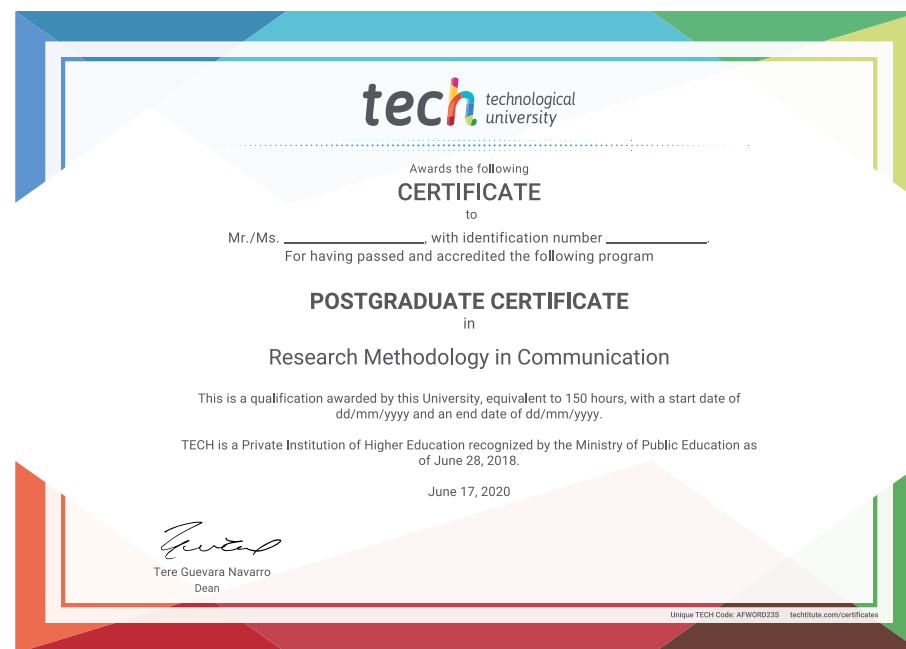 tech technological
university
Awards the following
CERTIFICATE
to
Mr./Ms. ____________________, with identification number ______________.
For having passed and accredited the following program
POSTGRADUATE CERTIFICATE
in
Research Methodology in Communication
This is a qualification awarded by this University, equivalent to 150 hours, with a start date of
dd/mm/yyyy and an end date of dd/mm/yyyy.
TECH is a Private Institution of Higher Education recognized by the Ministry of Public Education as
of June 28, 2018.
June 17, 2020
Tere Guevara Navarro
Dean
Unique TECH Code: AFWORD23S techtitute.com/certificates